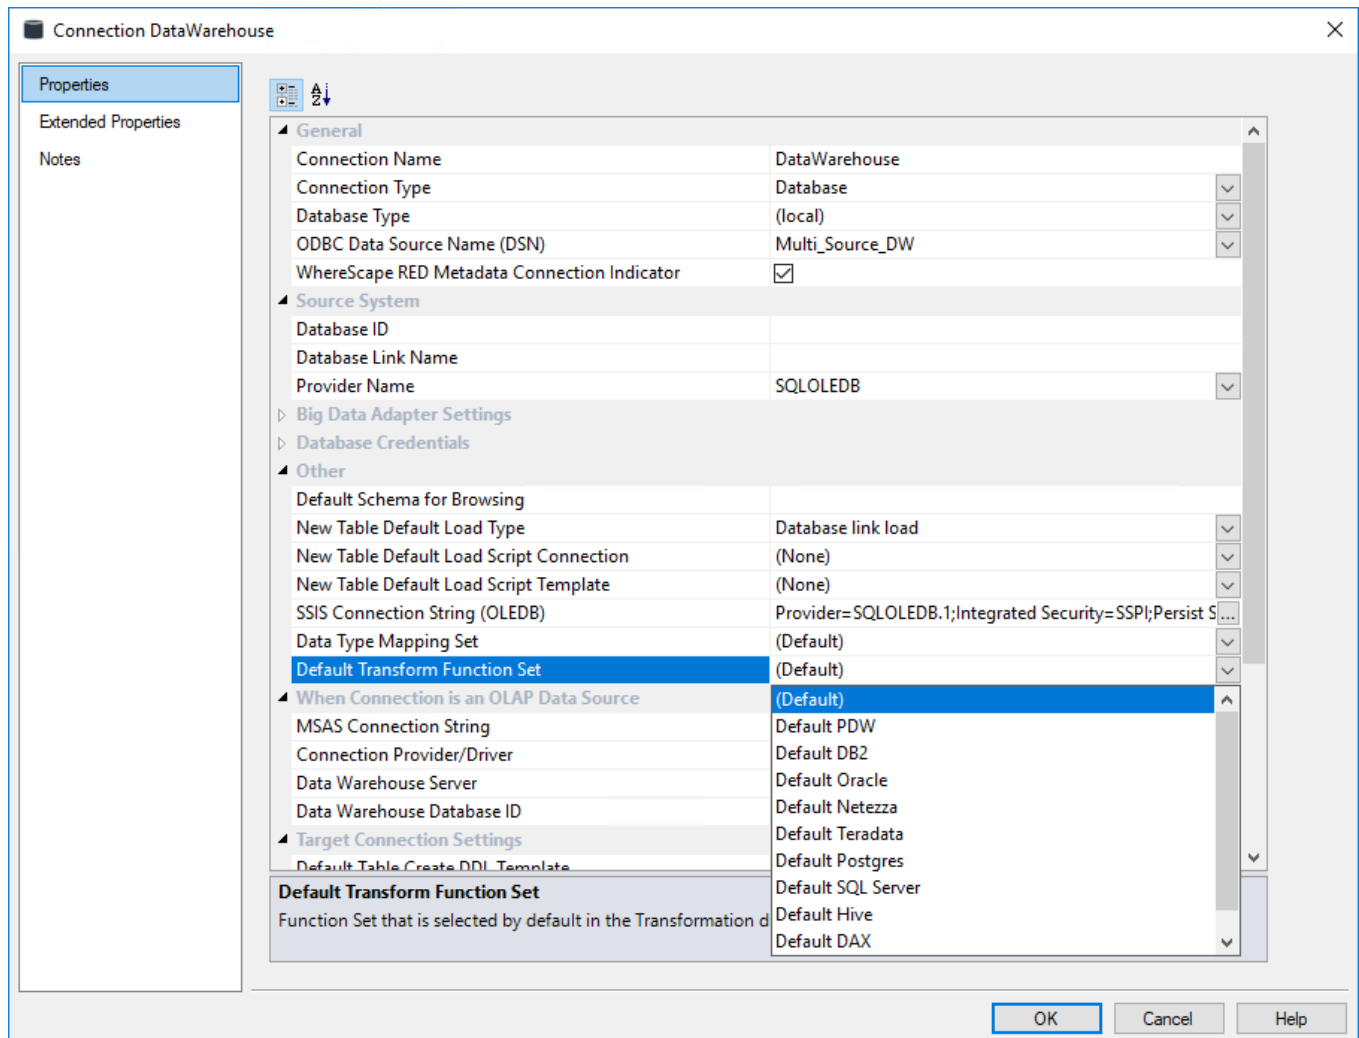 Connection DataWarehouse
Properties
Extended Properties
Notes
General
Connection Name DataWarehouse
Connection Type Database
Database Type (local)
ODBC Data Source Name (DSN) Multi_Source_DW
WhereScape RED Metadata Connection Indicator
Source System
Database ID
Database Link Name
Provider Name SQLOLEDB
Big Data Adapter Settings
Database Credentials
Other
Default Schema for Browsing
New Table Default Load Type Database link load
New Table Default Load Script Connection (None)
New Table Default Load Script Template (None)
SSIS Connection String (OLEDB) Provider=SQLOLEDB.1;Integrated Security=SSPI;Persist S...
Data Type Mapping Set (Default)
Default Transform Function Set (Default)
When Connection is an OLAP Data Source (Default)
MSAS Connection String Default PDW
Connection Provider/Driver Default DB2
Data Warehouse Server Default Oracle
Data Warehouse Database ID Default Netezza
Target Connection Settings Default Teradata
Default Table Create DDL Template Default Postgres
Default Transform Function Set Default SQL Server
Function Set that is selected by default in the Transformation d Default Hive
Default DAX
OK Cancel Help